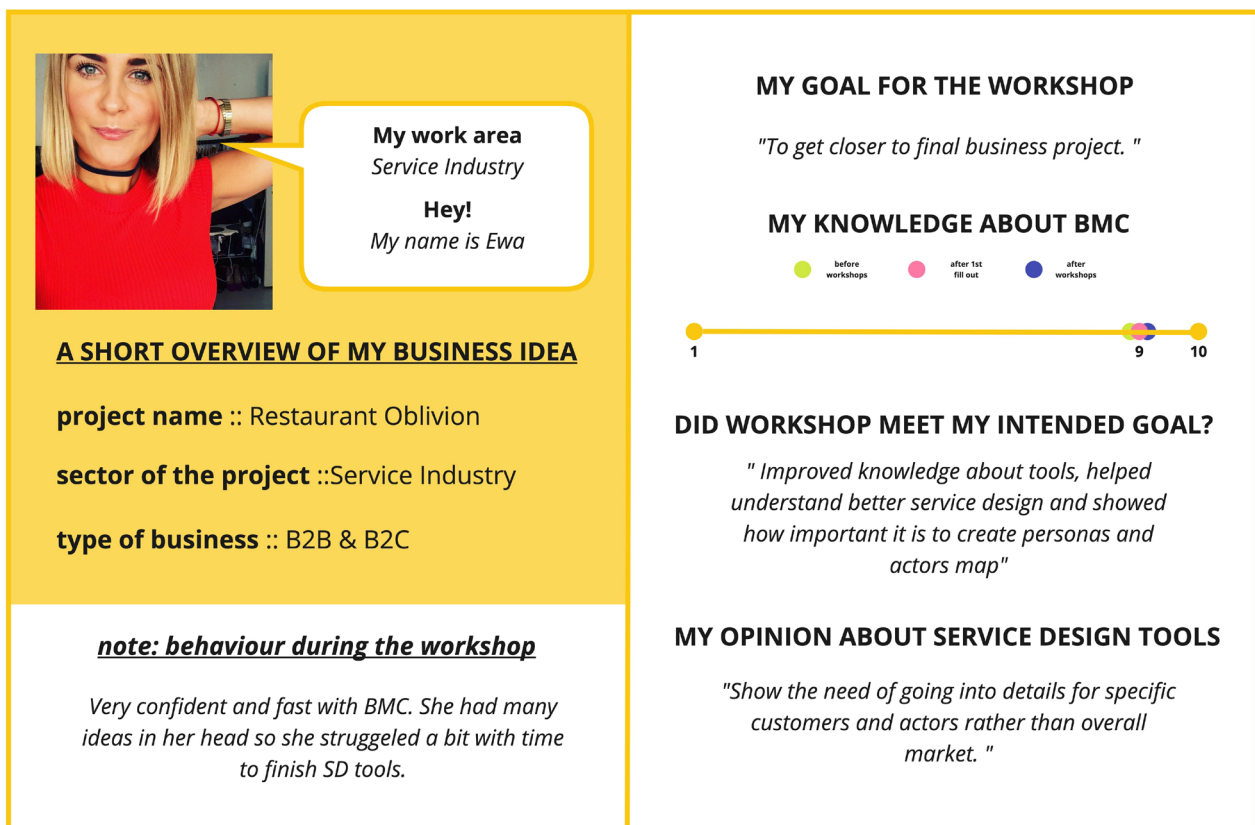 My work area
Service Industry
Hey!
My name is Ewa
A SHORT OVERVIEW OF MY BUSINESS IDEA
project name :: Restaurant Oblivion
sector of the project ::Service Industry
type of business :: B2B & B2C
note: behaviour during the workshop
Very confident and fast with BMC. She had many
ideas in her head so she struggeled a bit with time
to finish SD tools.
MY GOAL FOR THE WORKSHOP
"To get closer to final business project. "
MY KNOWLEDGE ABOUT BMC
before
workshops
after 1st
fill out
after
workshops
1
9
10
DID WORKSHOP MEET MY INTENDED GOAL?
" Improved knowledge about tools, helped
understand better service design and showed
how important it is to create personas and
actors map"
MY OPINION ABOUT SERVICE DESIGN TOOLS
"Show the need of going into details for specific
customers and actors rather than overall
market. "